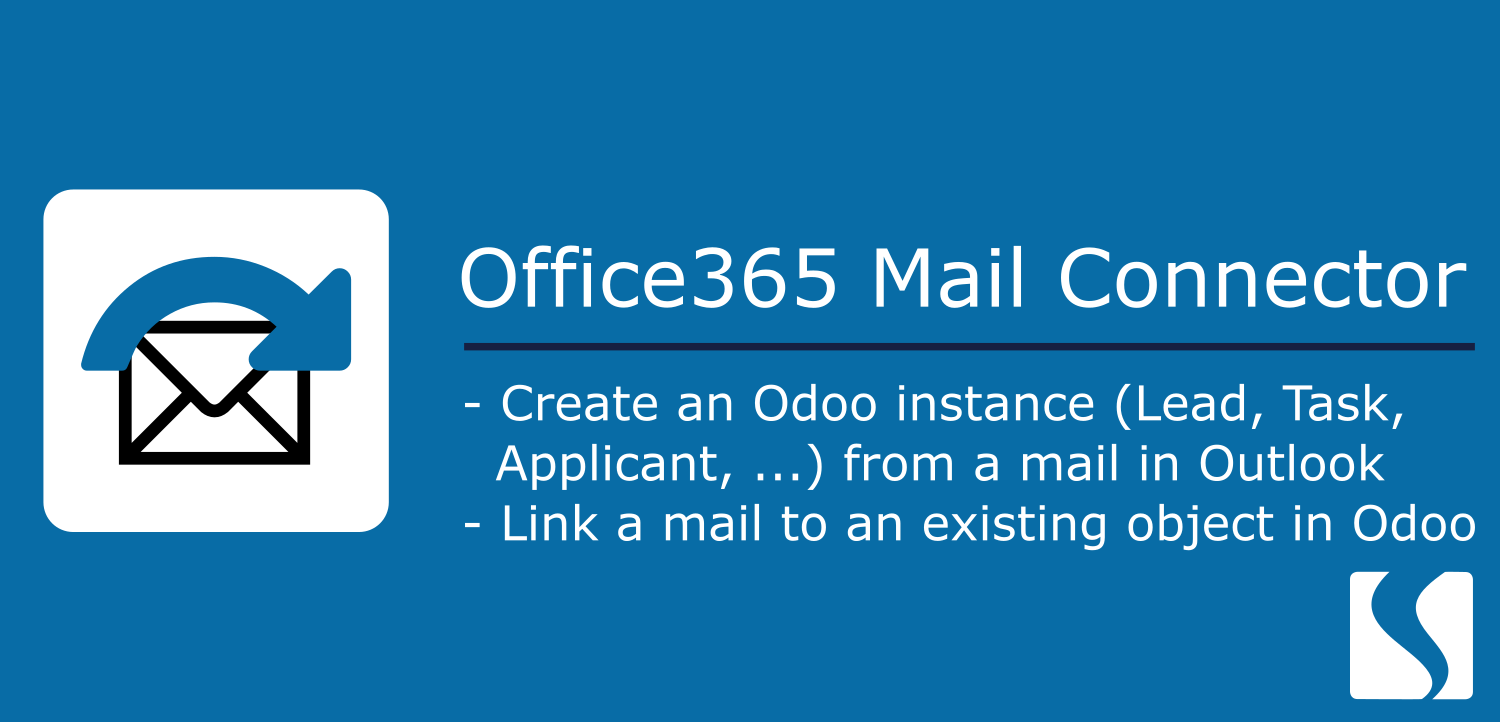 Office365 Mail Connector
- Create an Odoo instance (Lead, Task,
Applicant, ...) from a mail in Outlook
- Link a mail to an existing object in Odoo